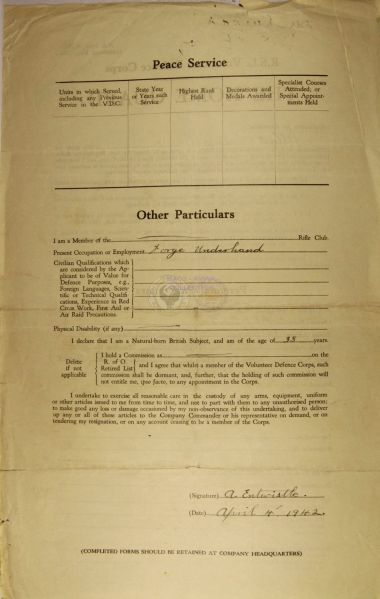 Peace Service
Units in which Served, including any Previous Service in the V.D.C.
State Year or Years each Service
Highest Rank Held
Decorations and Medals Awarded
Specialist Courses Attended, or Special Appointments Held
Other Particulars
I am a Member of the Rifle Club.
Present Occupation or Employment Forge Underhand
Civilian Qualifications which
are considered by the Ap-
plicant to be of Value for
Defence Purposes, e.g.,
Foreign Languages, Scien-
tific or Technical Qualifi-
cations, Experience in Red
Cross Work, First Aid or
Air Raid Precautions.
Physical Disability (if any)
I declare that I am a Natural-born British Subject, and am of the age of 38 years.
Delete if not applicable
I hold a Commission as on the
R. of O.
Retired List
and I agree that whilst a member of the Volunteer Defence Corps, such
commission shall be dormant, and, further, that the holding of such commission will
not entitle me, ipso facto, to any appointment in the Corps.
I undertake to exercise all reasonable care in the custody of any arms, equipment, uniform
or other articles issued to me from time to time, and not to part with them to any unauthorised person;
to make good any loss or damage occasioned by my non-observance of this undertaking, and to deliver
up any or all of these articles to the Company Commander or his representative on demand, or on
tendering my resignation, or on any account ceasing to be a member of the Corps.
(Signature) A. Entwistle.
(Date) April 4" 1942
(COMPLETED FORMS SHOULD BE RETAINED AT COMPANY HEADQUARTERS)